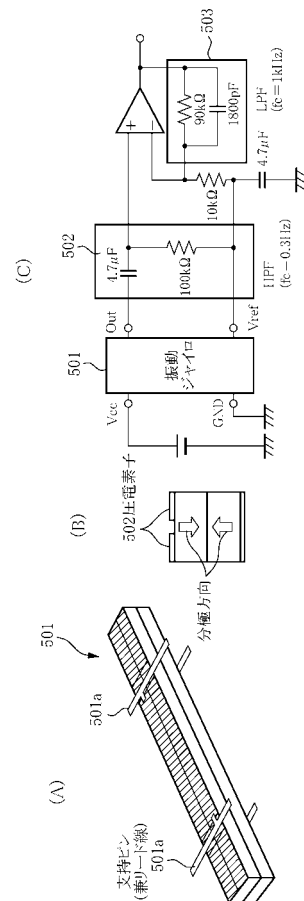 (A)
501
501a
支持ピン
(兼リード線)
501a
(B)
502圧電素子
分極方向
(C)
501
Vcc
GND
振動
ジャイロ
Out
Vref
502
4.7μF
100kΩ
HPF
(fc=0.3Hz)
+
−
10kΩ
4.7μF
503
90kΩ
1800pF
LPF
(fc=1kHz)